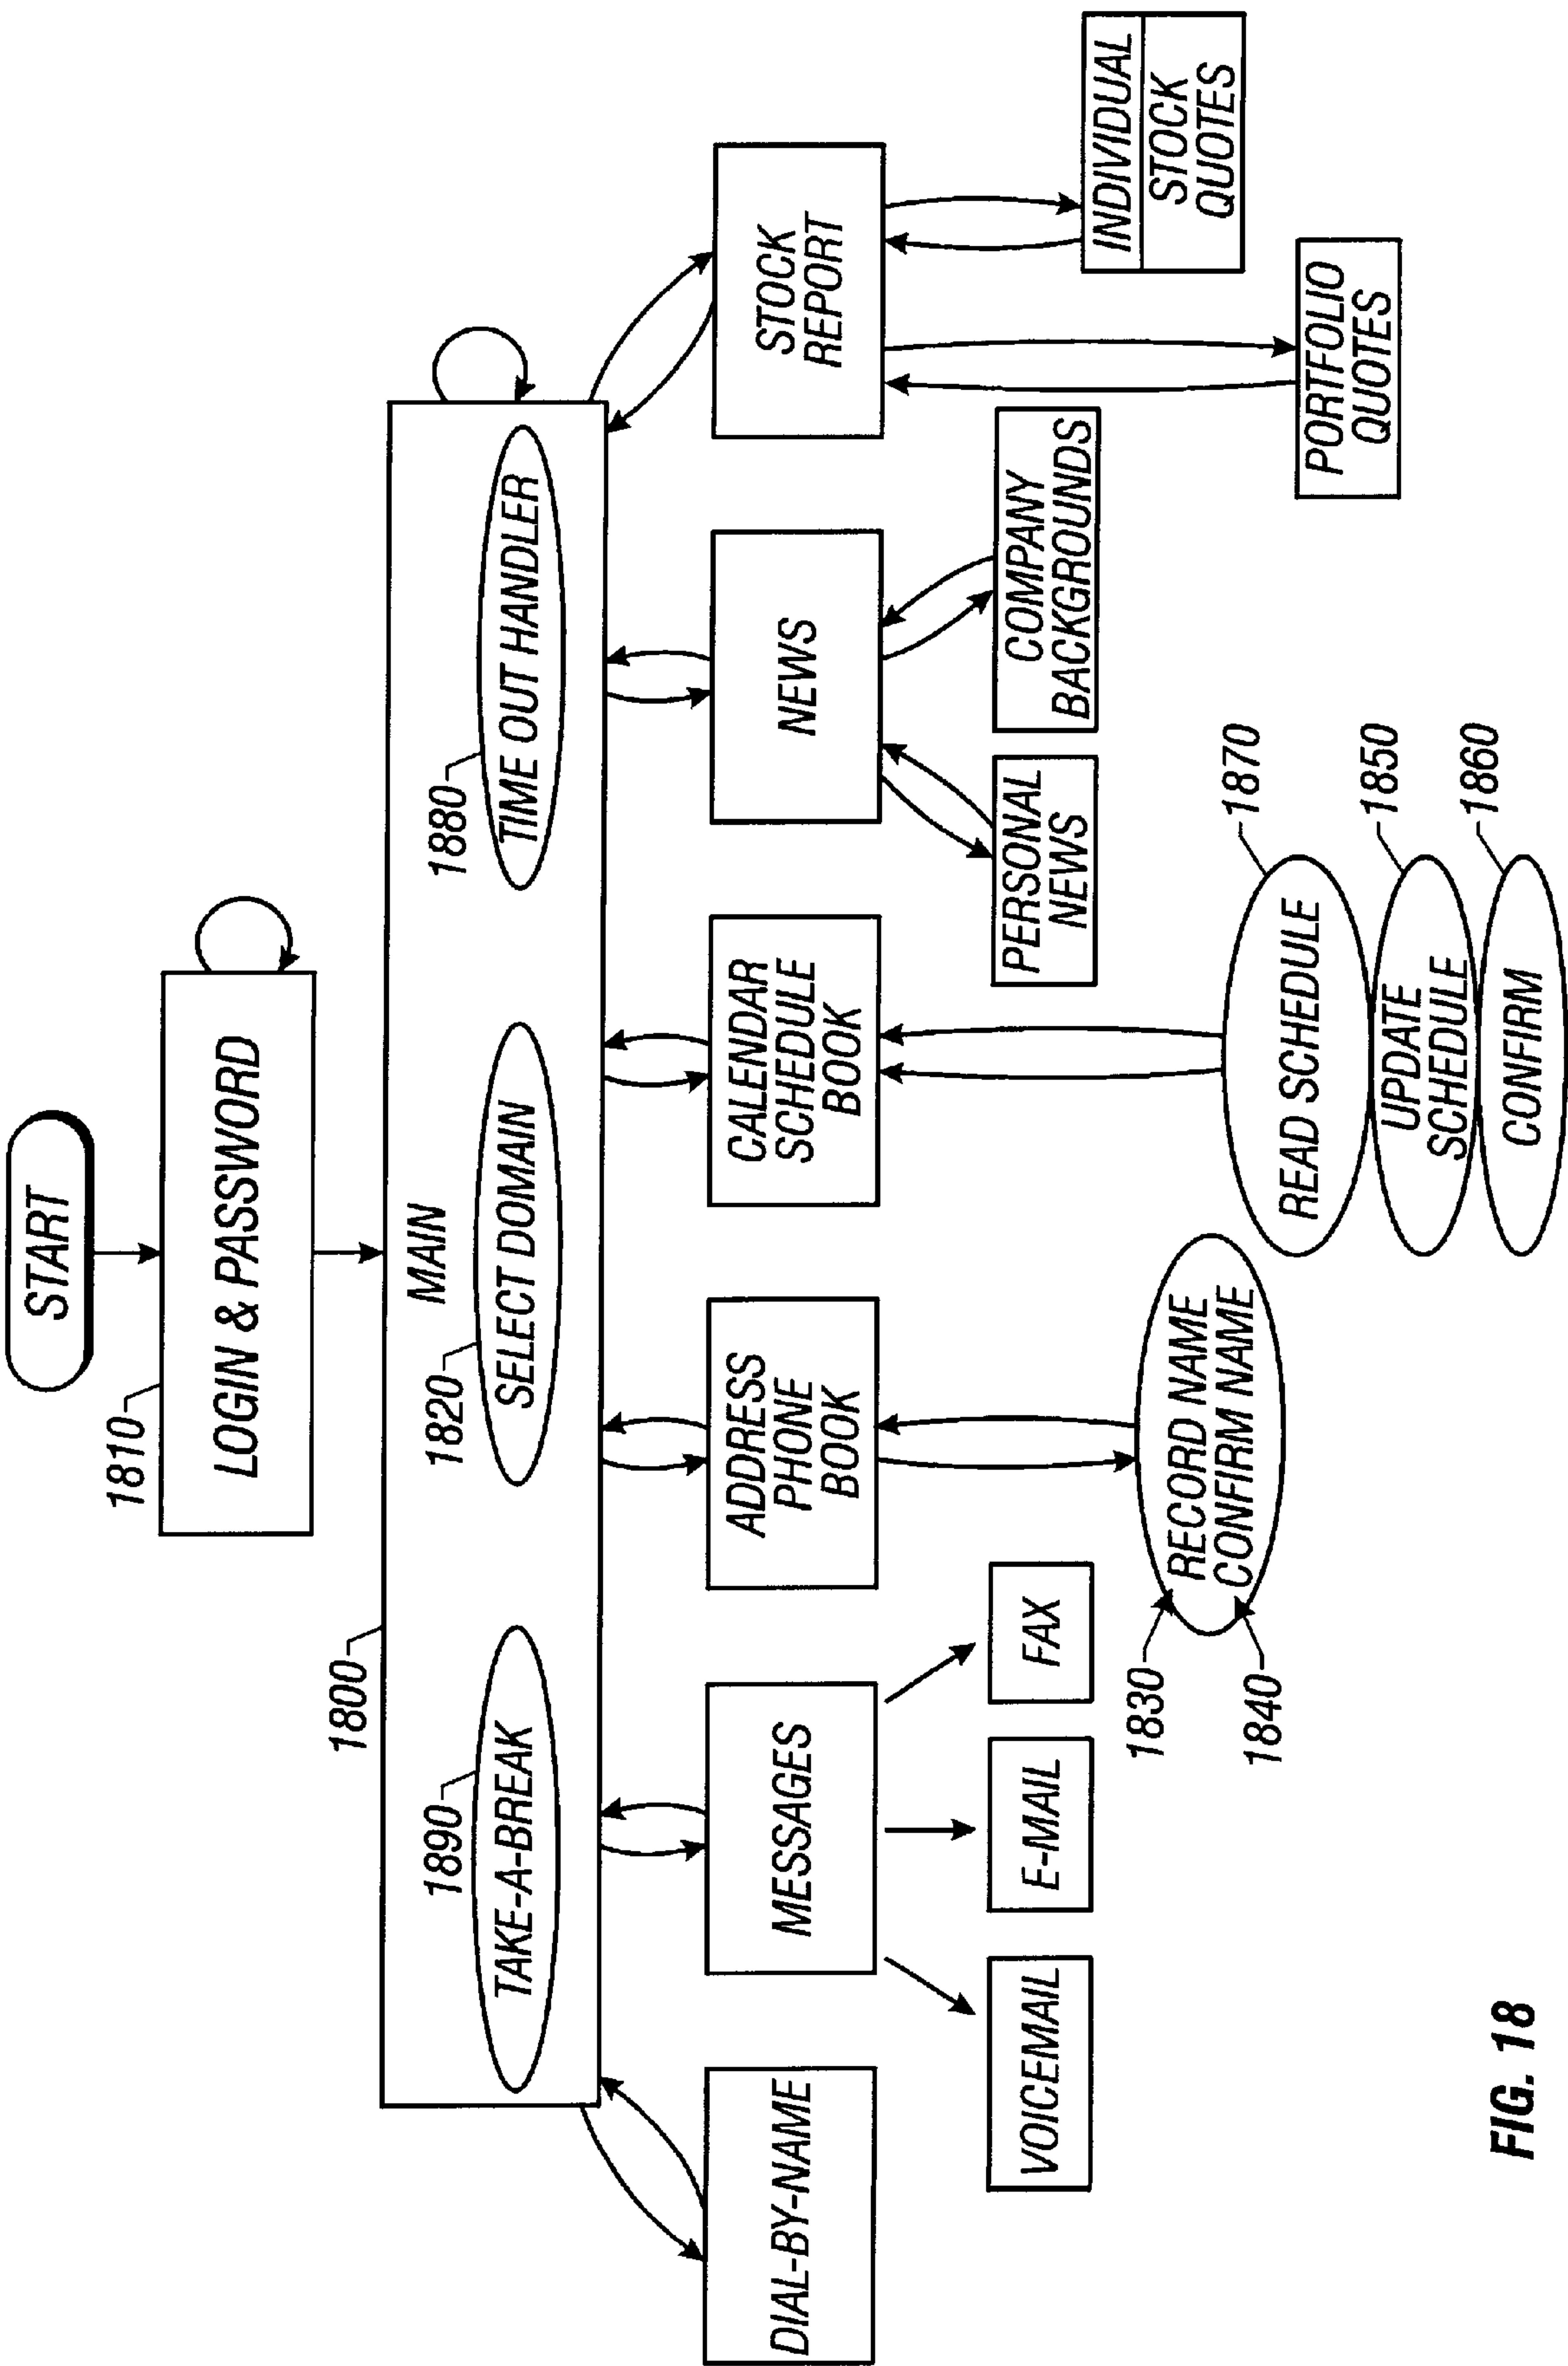 START
1810
LOGIN & PASSWORD
1800
MAIN
1890
TAKE-A-BREAK
1820
SELECT DOMAIN
1880
TIME OUT HANDLER
DIAL-BY-NAME
MESSAGES
ADDRESS
PHONE
BOOK
CALENDAR
SCHEDULE
BOOK
NEWS
STOCK
REPORT
VOICEMAIL
E-MAIL
FAX
1830
RECORD NAME
CONFIRM NAME
1840
READ SCHEDULE
1870
UPDATE
SCHEDULE
1850
CONFIRM
1860
PERSONAL
NEWS
COMPANY
BACKGROUNDS
PORTFOLIO
QUOTES
INDIVIDUAL
STOCK
QUOTES
FIG. 18